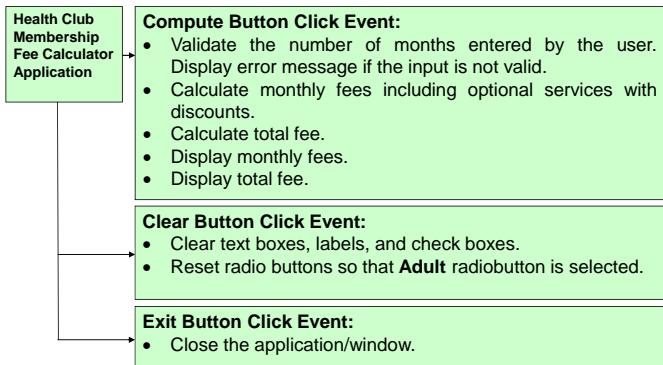 Health Club
Membership
Fee Calculator
Application
Compute Button Click Event:
• Validate the number of months entered by the user.
Display error message if the input is not valid.
• Calculate monthly fees including optional services with
discounts.
• Calculate total fee.
• Display monthly fees.
• Display total fee.
Clear Button Click Event:
• Clear text boxes, labels, and check boxes.
• Reset radio buttons so that Adult radiobutton is selected.
Exit Button Click Event:
• Close the application/window.